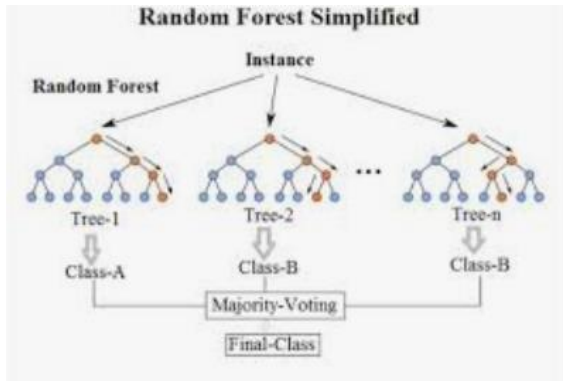 Random Forest Simplified
Instance
Random Forest
Tree-1
Tree-2
...
Tree-n
Class-A
Class-B
Class-B
Majority-Voting
Final-Class